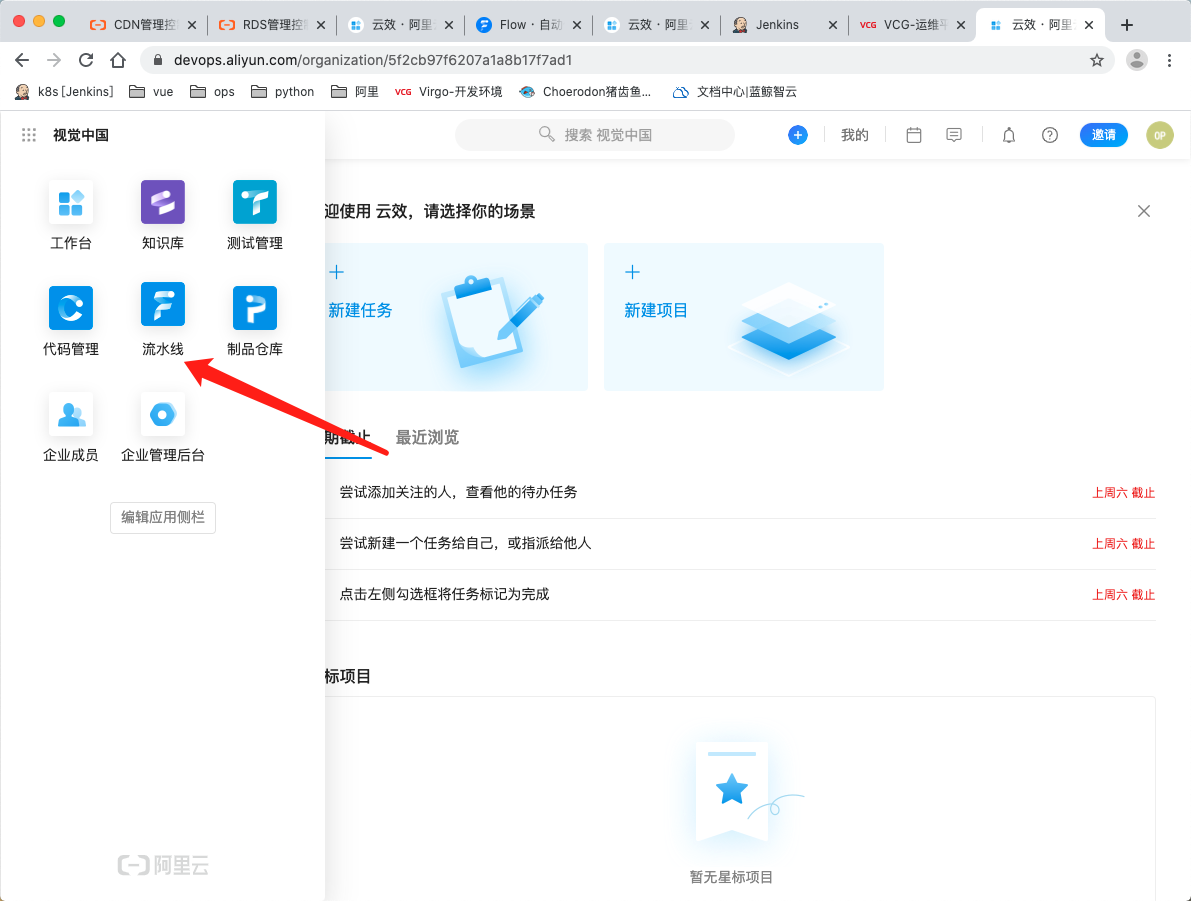 CDN管理控
RDS管理控
云效 · 阿里
Flow · 自动
云效 · 阿里
Jenkins
VCG VCG-运维平
云效 · 阿里
devops.aliyun.com/organization/5f2cb97f6207a1a8b17f7ad1
k8s [Jenkins]
vue
ops
python
阿里
VCG Virgo-开发环境
Choerodon猪齿鱼...
文档中心|蓝鲸智云
视觉中国
搜索 视觉中国
我的
邀请
OP
工作台
知识库
测试管理
代码管理
流水线
制品仓库
企业成员
企业管理后台
编辑应用侧栏
阿里云
迎使用 云效，请选择你的场景
新建任务
新建项目
期截止
最近浏览
尝试添加关注的人，查看他的待办任务
上周六 截止
尝试新建一个任务给自己，或指派给他人
上周六 截止
点击左侧勾选框将任务标记为完成
上周六 截止
标项目
暂无星标项目